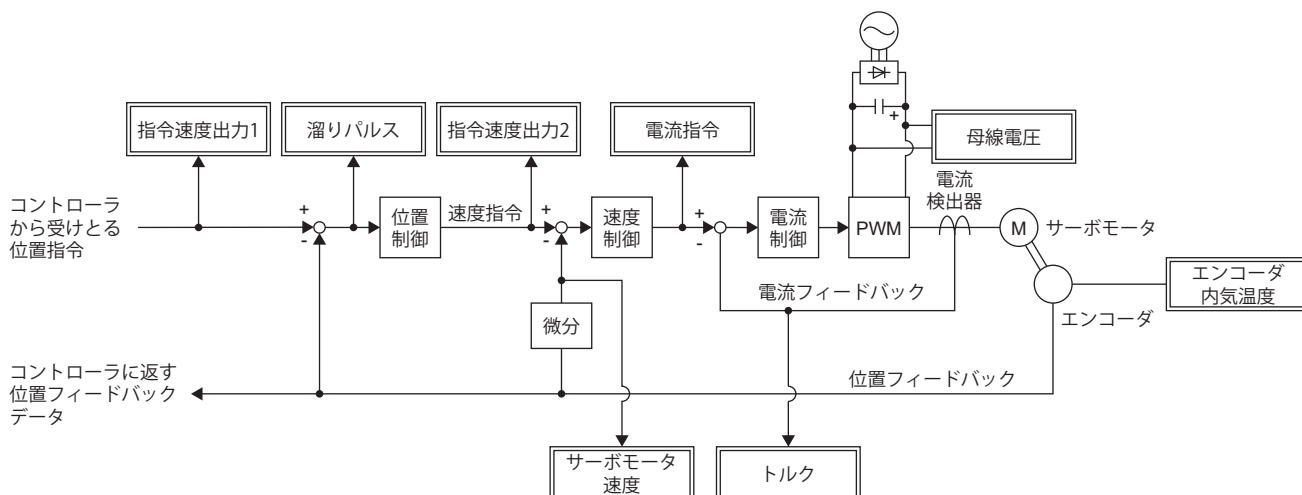 指令速度出力1
溜りパルス
指令速度出力2
電流指令
+
母線電圧
電流
検出器
コントローラ
から受けとる
位置指令
+
-
位置
制御
速度指令
+
-
速度
制御
+
-
電流
制御
PWM
M
サーボモータ
エンコーダ
内気温度
電流フィードバック
エンコーダ
微分
コントローラに返す
位置フィードバック
データ
位置フィードバック
サーボモータ
速度
トルク